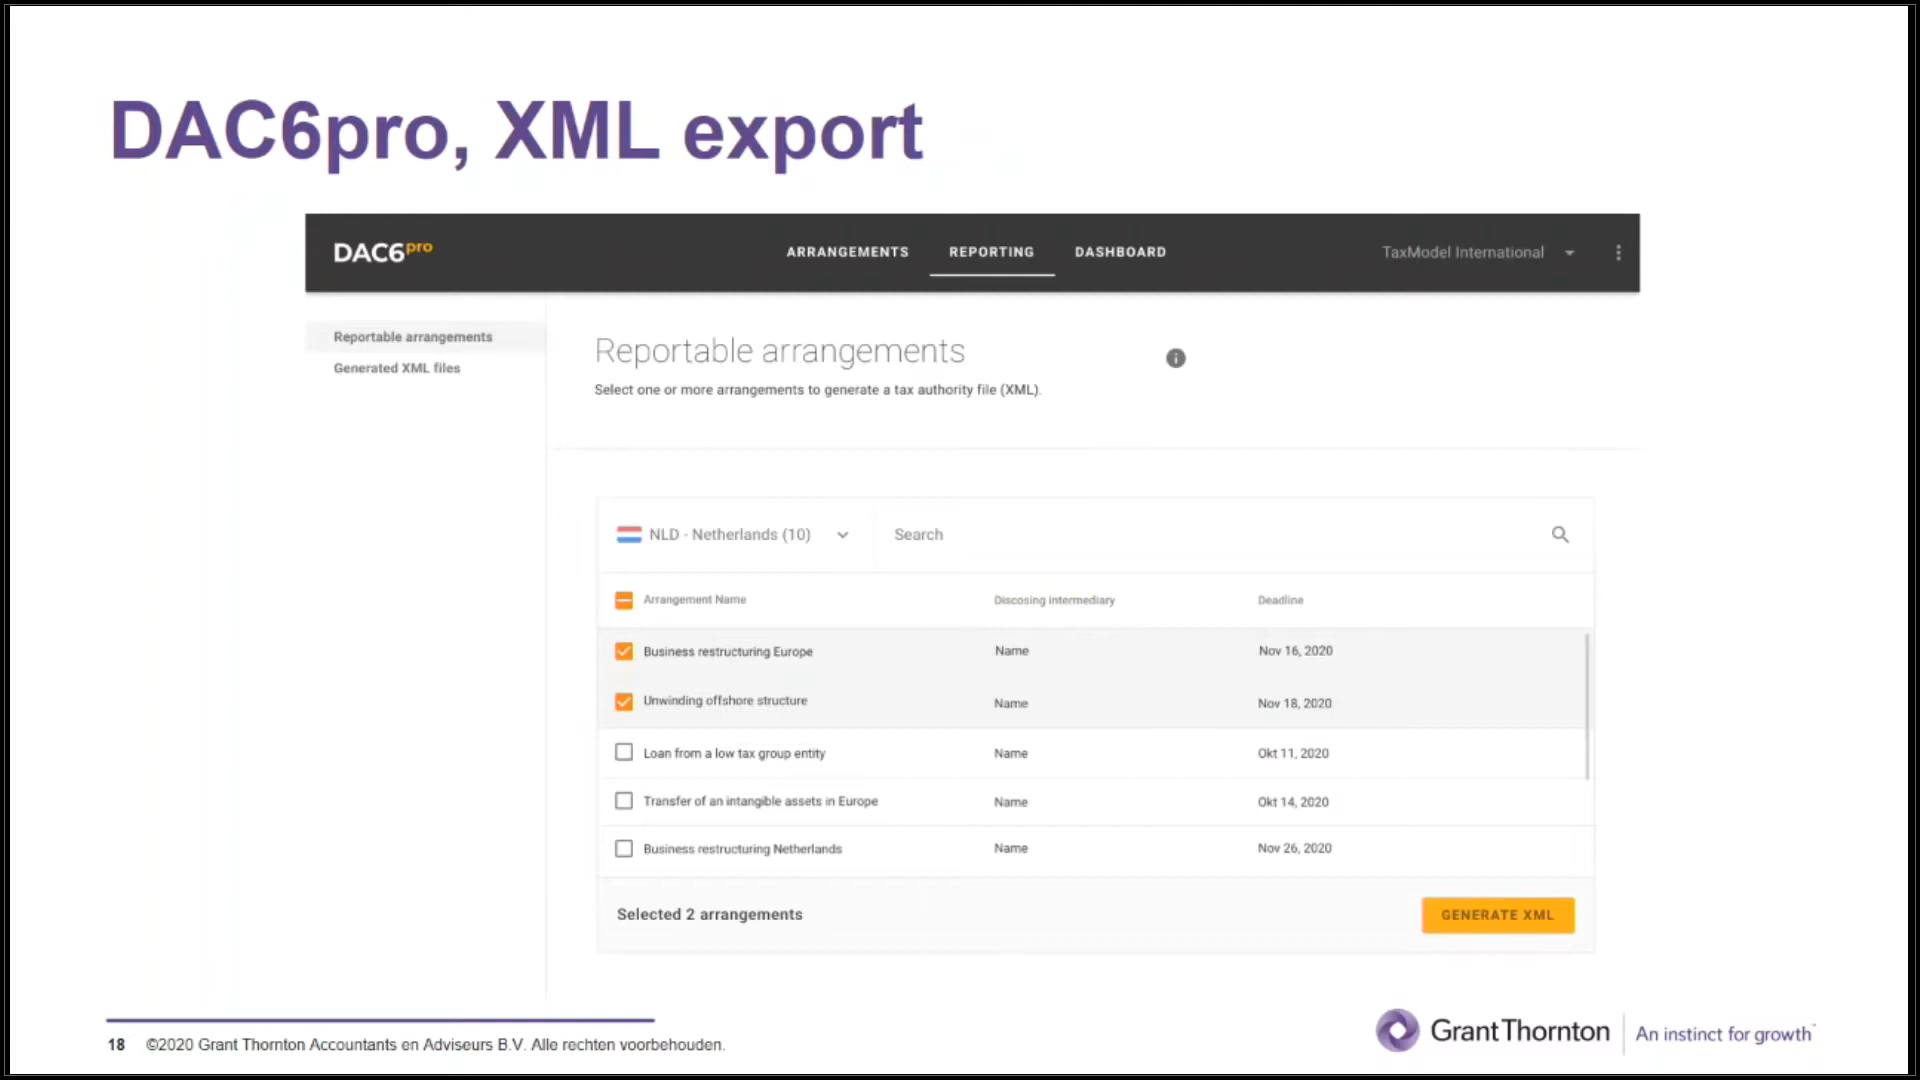 DAC6pro, XML export
DAC6pro
ARRANGEMENTS REPORTING DASHBOARD
TaxModel International
Reportable arrangements
Generated XML files
Reportable arrangements
Select one or more arrangements to generate a tax authority file (XML).
NLD - Netherlands (10) Search
Arrangement Name Discosing intermediary Deadline
Business restructuring Europe Name Nov 16, 2020
Unwinding offshore structure Name Nov 18, 2020
Loan from a low tax group entity Name Okt 11, 2020
Transfer of an intangible assets in Europe Name Okt 14, 2020
Business restructuring Netherlands Name Nov 26, 2020
Selected 2 arrangements GENERATE XML
18 ©2020 Grant Thornton Accountants en Adviseurs B.V. Alle rechten voorbehouden.
GrantThornton An instinct for growth™